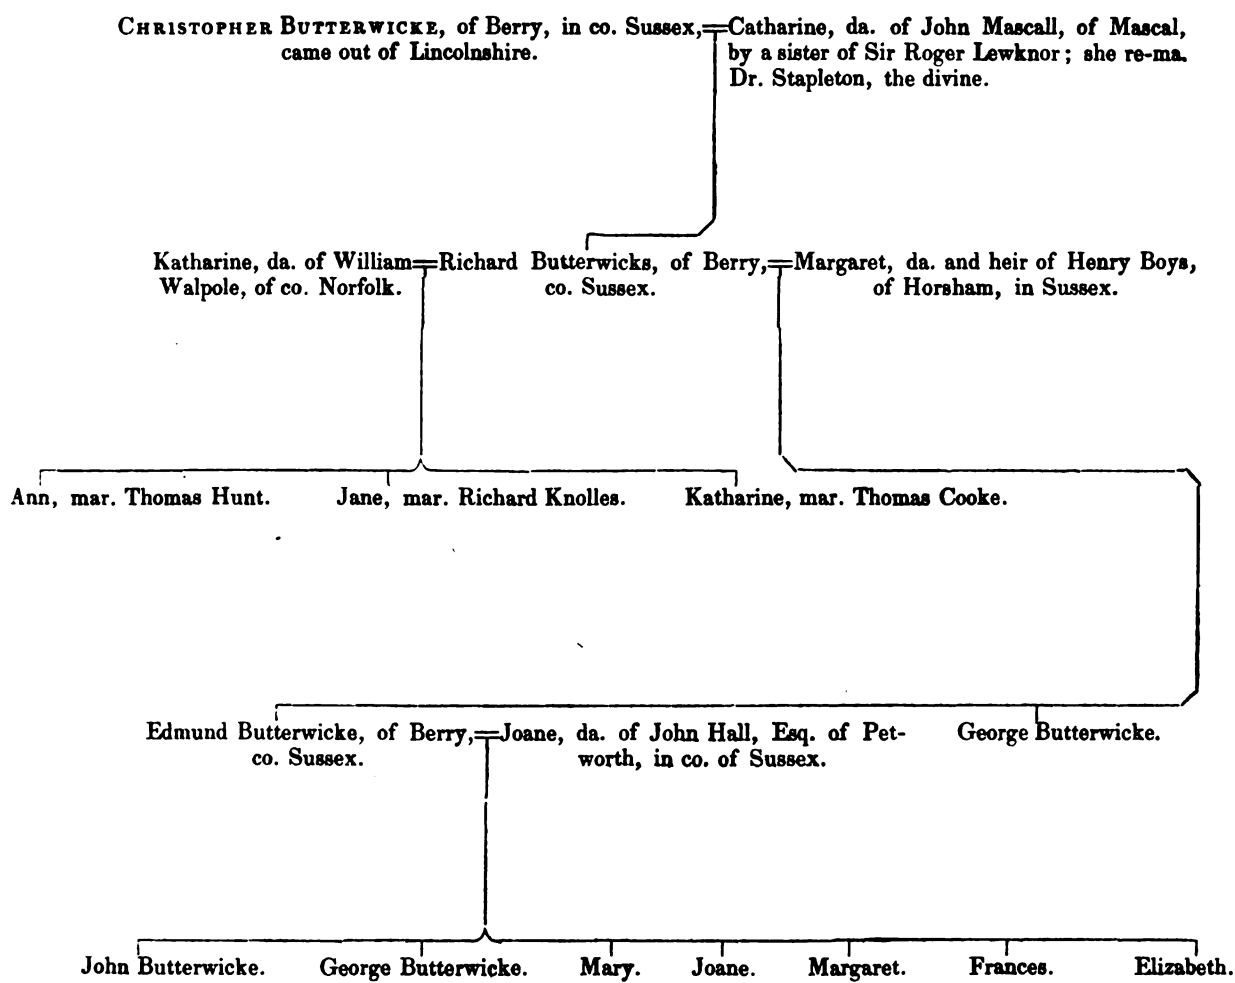 CHRISTOPHER BUTTERWICKE, of Berry, in co. Sussex,
came out of Lincolnshire.
Catharine, da. of John Mascall, of Mascal,
by a sister of Sir Roger Lewknor; she re-ma.
Dr. Stapleton, the divine.
Katharine, da. of William
Walpole, of co. Norfolk.
Richard Butterwicks, of Berry,
co. Sussex.
Margaret, da. and heir of Henry Boys,
of Horsham, in Sussex.
Ann, mar. Thomas Hunt.
Jane, mar. Richard Knolles.
Katharine, mar. Thomas Cooke.
Edmund Butterwicke, of Berry,
co. Sussex.
Joane, da. of John Hall, Esq. of Pet-
worth, in co. of Sussex.
George Butterwicke.
John Butterwicke.
George Butterwicke.
Mary.
Joane.
Margaret.
Frances.
Elizabeth.